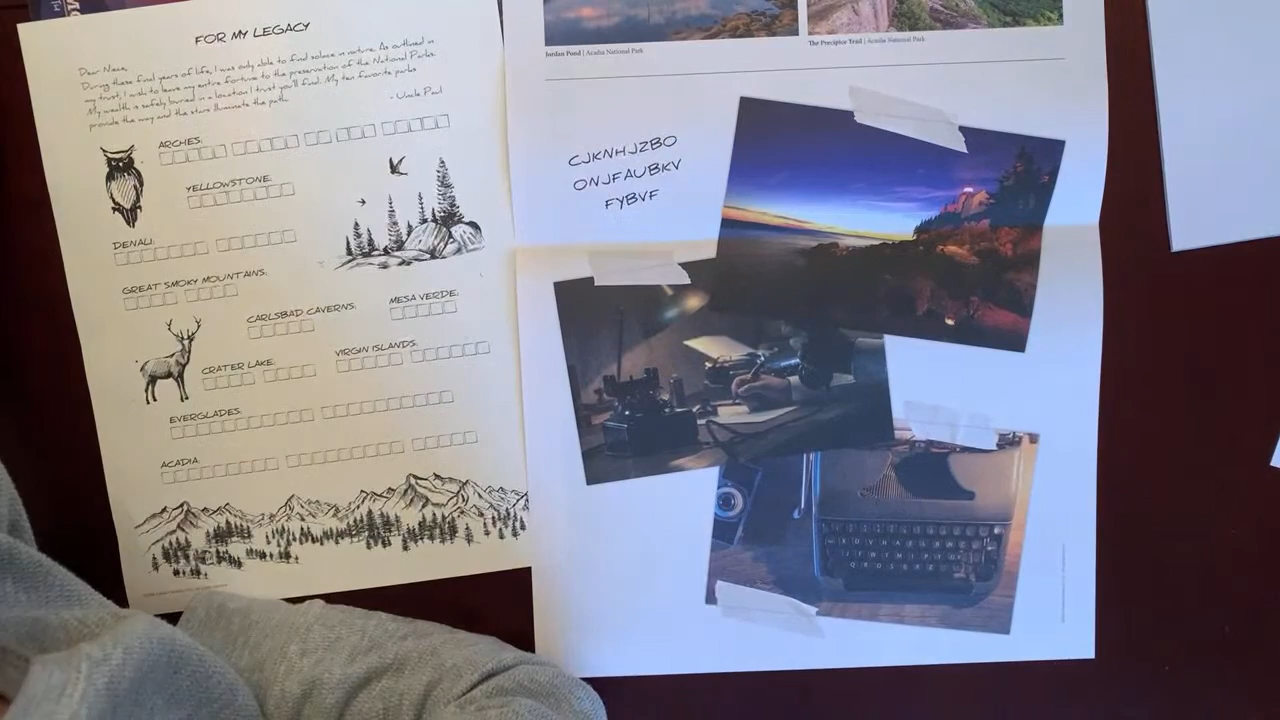 FOR MY LEGACY
Dear Niece,
During these final years of life, I was only able to find solace in nature. As outlined in
my trust, I wish to leave my entire fortune to the preservation of the National Parks.
My wealth is safely buried in a location I trust you'll find. My ten favorite parks
provide the way and the stars illuminate the path.
- Uncle Paul
ARCHES:
YELLOWSTONE:
DENALI:
GREAT SMOKY MOUNTAINS:
CARLSBAD CAVERNS:
MESA VERDE:
CRATER LAKE:
VIRGIN ISLANDS:
EVERGLADES:
ACADIA:
Jordan Pond | Acadia National Park
The Precipice Trail | Acadia National Park
CJKNHJZBO
ONJFAUBKV
FYBVF